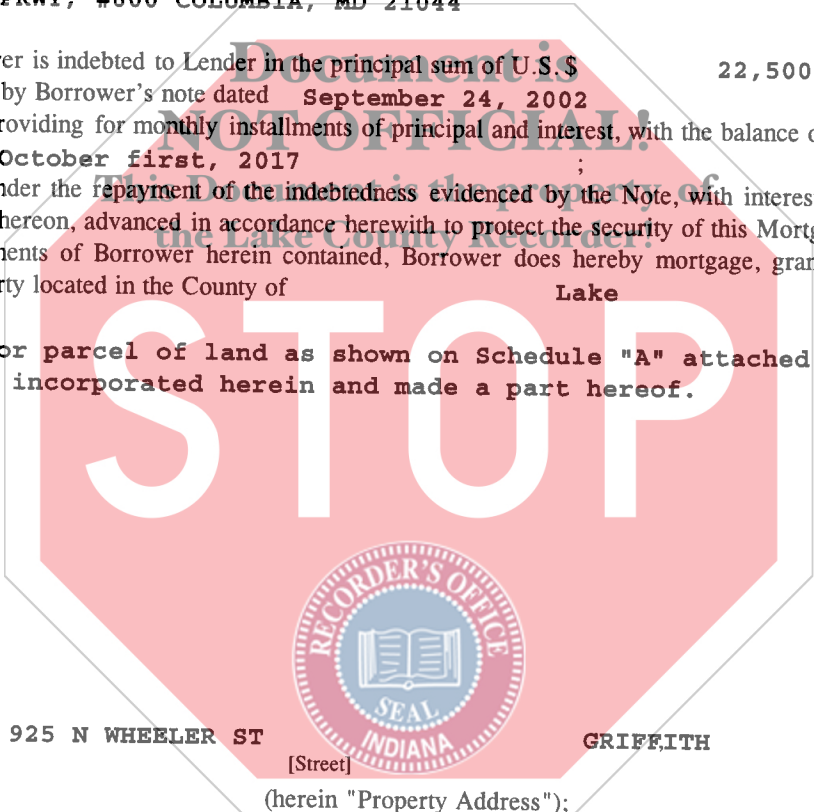 PKWY, #600 COLUMBIA, MD 21044
er is indebted to Lender in the principal sum of U.S.$ 22,500
by Borrower's note dated September 24, 2002
roviding for monthly installments of principal and interest, with the balance o
October first, 2017 ;
nder the repayment of the indebtedness evidenced by the Note, with interes
hereon, advanced in accordance herewith to protect the security of this Mortg
ents of Borrower herein contained, Borrower does hereby mortgage, gran
rty located in the County of Lake
or parcel of land as shown on Schedule "A" attached
incorporated herein and made a part hereof.
925 N WHEELER ST GRIFFITH
[Street]
(herein "Property Address");
Document is
NOT OFFICIAL!
This Document is the property of
the Lake County Recorder!
STOP
RECORDER'S OFFICE
SEAL
INDIANA